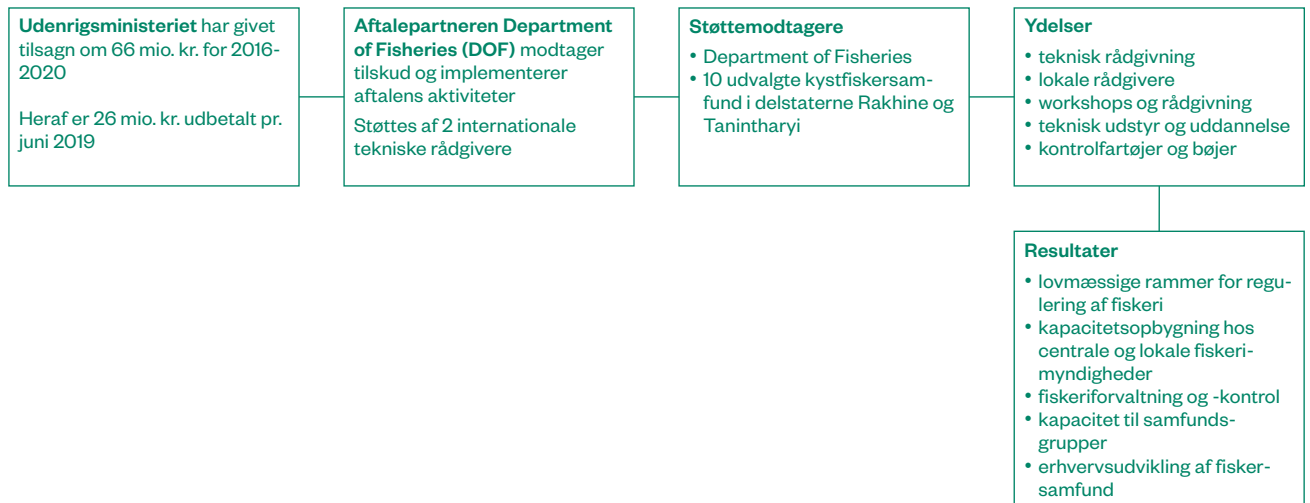 Udenrigsministeriet har givet
tilsagn om 66 mio. kr. for 2016-
2020
Heraf er 26 mio. kr. udbetalt pr.
juni 2019
Aftalepartneren Department
of Fisheries (DOF) modtager
tilskud og implementerer
aftalens aktiviteter
Støttes af 2 internationale
tekniske rådgivere
Støttemodtagere
• Department of Fisheries
• 10 udvalgte kystfiskersam-
fund i delstaterne Rakhine og
Tanintharyi
Ydelser
• teknisk rådgivning
• lokale rådgivere
• workshops og rådgivning
• teknisk udstyr og uddannelse
• kontrolfartøjer og bøjer
Resultater
• lovmæssige rammer for regu-
lering af fiskeri
• kapacitetsopbygning hos
centrale og lokale fiskeri-
myndigheder
• fiskeriforvaltning og -kontrol
• kapacitet til samfunds-
grupper
• erhvervsudvikling af fisker-
samfund